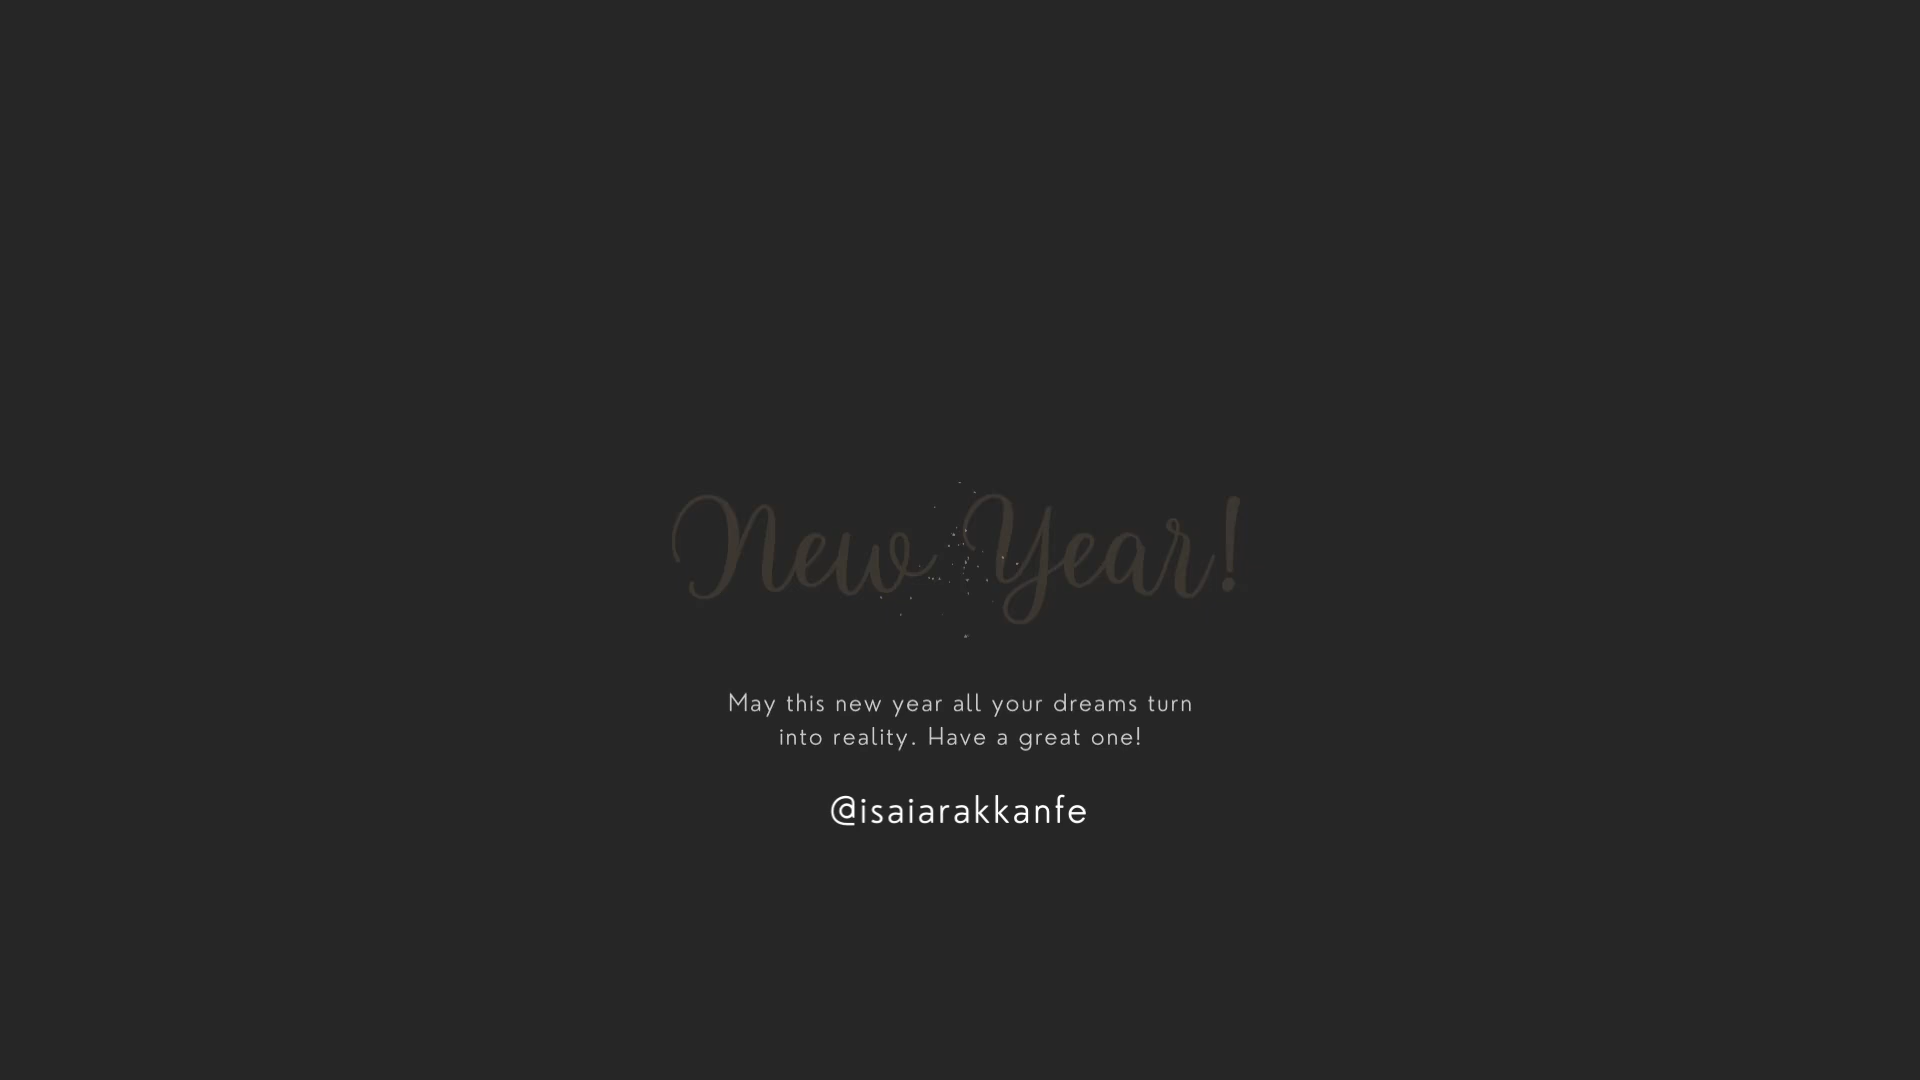 New Year!
May this new year all your dreams turn
into reality. Have a great one!
@isaiarakkanfe